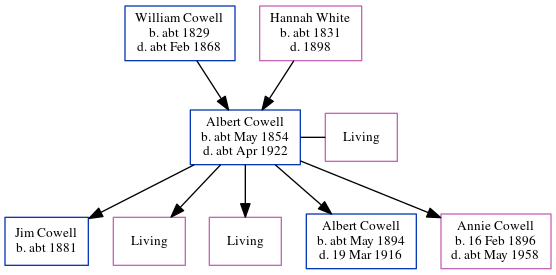 William Cowell
b. abt 1829
d. abt Feb 1868
Hannah White
b. abt 1831
d. 1898
Albert Cowell
b. abt May 1854
d. abt Apr 1922
Living
Jim Cowell
b. abt 1881
Living
Living
Albert Cowell
b. abt May 1894
d. 19 Mar 1916
Annie Cowell
b. 16 Feb 1896
d. abt May 1958